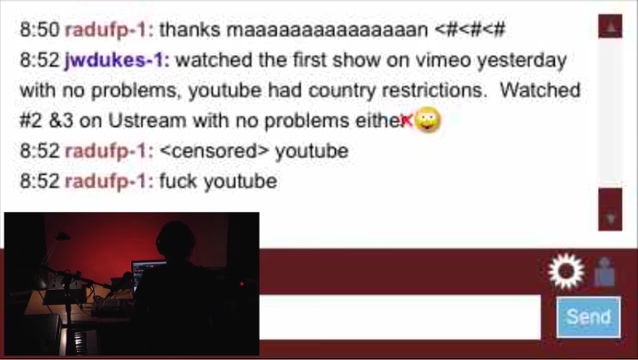 8:50 radufp-1: thanks maaaaaaaaaaaaaaan <#<#<#
8:52 jwdukes-1: watched the first show on vimeo yesterday
with no problems, youtube had country restrictions. Watched
#2 &3 on Ustream with no problems either
8:52 radufp-1: <censored> youtube
8:52 radufp-1: fuck youtube
Send